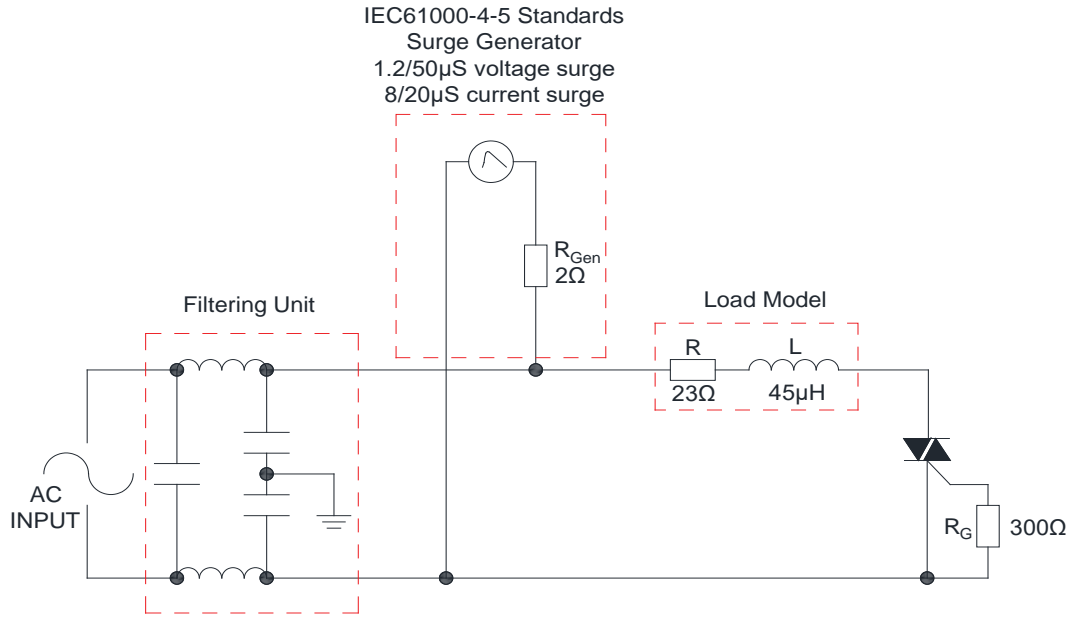 IEC61000-4-5 Standards
Surge Generator
1.2/50μS voltage surge
8/20μS current surge
RGen
2Ω
Filtering Unit
Load Model
R
L
23Ω
45μH
AC
INPUT
RG
300Ω